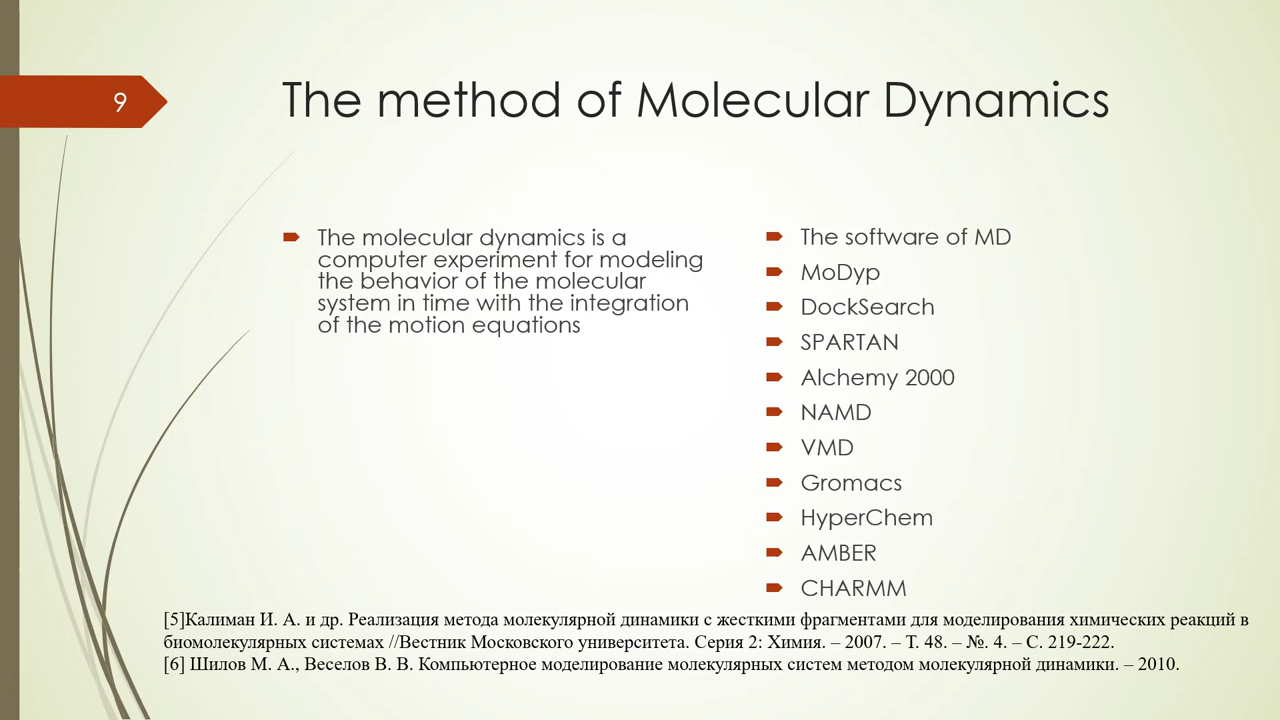 9
The method of Molecular Dynamics
The molecular dynamics is a
computer experiment for modeling
the behavior of the molecular
system in time with the integration
of the motion equations
The software of MD
MoDyp
DockSearch
SPARTAN
Alchemy 2000
NAMD
VMD
Gromacs
HyperChem
AMBER
CHARMM
[5]Калиман И. А. и др. Реализация метода молекулярной динамики с жесткими фрагментами для моделирования химических реакций в
биомолекулярных системах //Вестник Московского университета. Серия 2: Химия. – 2007. – Т. 48. – №. 4. – С. 219-222.
[6] Шилов М. А., Веселов В. В. Компьютерное моделирование молекулярных систем методом молекулярной динамики. – 2010.